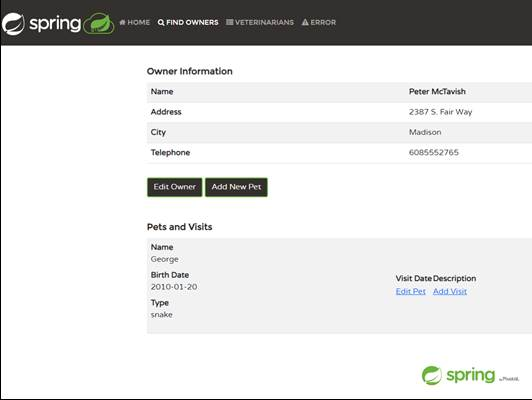 spring HOME FIND OWNERS VETERINARIANS ERROR
Owner Information
Name Peter McTavish
Address 2387 S. Fair Way
City Madison
Telephone 6085552765
Edit Owner Add New Pet
Pets and Visits
Name
George
Birth Date
2010-01-20
Type
snake
Visit Date Description
Edit Pet Add Visit
spring by Pivotal